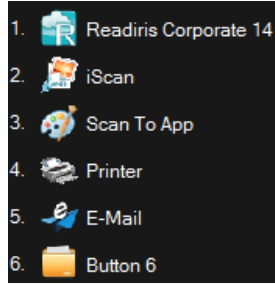 1. Readiris Corporate 14
2. iScan
3. Scan To App
4. Printer
5. E-Mail
6. Button 6